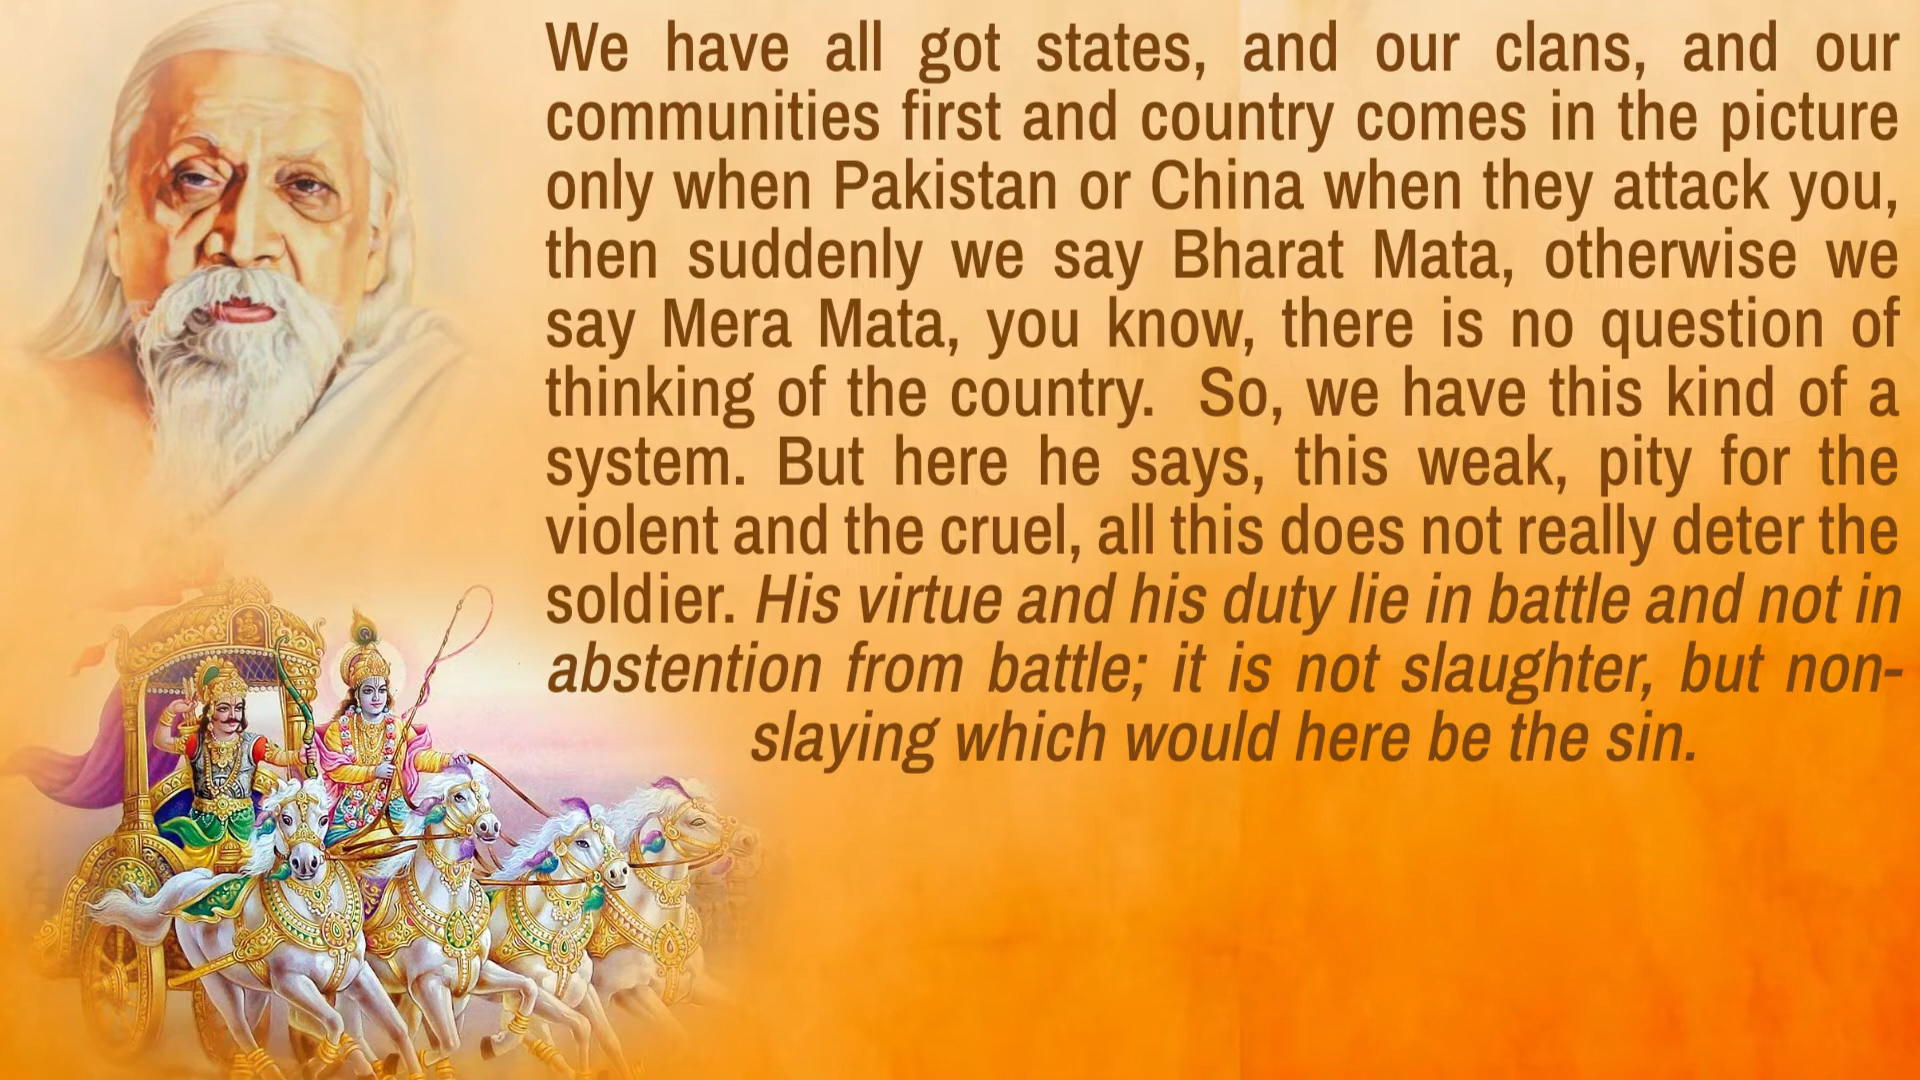 We have all got states, and our clans, and our
communities first and country comes in the picture
only when Pakistan or China when they attack you,
then suddenly we say Bharat Mata, otherwise we
say Mera Mata, you know, there is no question of
thinking of the country.  So, we have this kind of a
system. But here he says, this weak, pity for the
violent and the cruel, all this does not really deter the
soldier. His virtue and his duty lie in battle and not in
abstention from battle; it is not slaughter, but non-
slaying which would here be the sin.